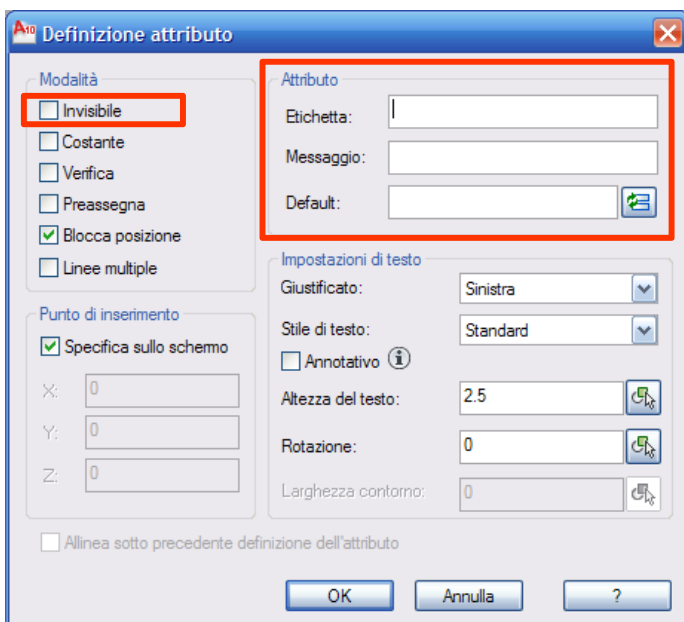 A10 Definizione attributo
Modalità
Invisibile
Costante
Verifica
Preassegna
Blocca posizione
Linee multiple
Punto di inserimento
Specifica sullo schermo
X: 0
Y: 0
Z: 0
Attributo
Etichetta:
Messaggio:
Default:
Impostazioni di testo
Giustificato: Sinistra
Stile di testo: Standard
Annotativo i
Altezza del testo: 2.5
Rotazione: 0
Larghezza contorno: 0
Allinea sotto precedente definizione dell'attributo
OK Annulla ?